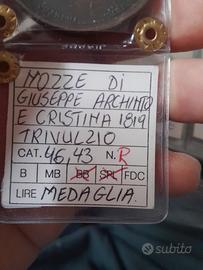 NOZZE DI
GIUSEPPE ARCHINTO
E CRISTINA 1819
TRIVULZIO
CAT. 46,43 N. R
B MB BB SPL FDC
LIRE MEDAGLIA.
subito